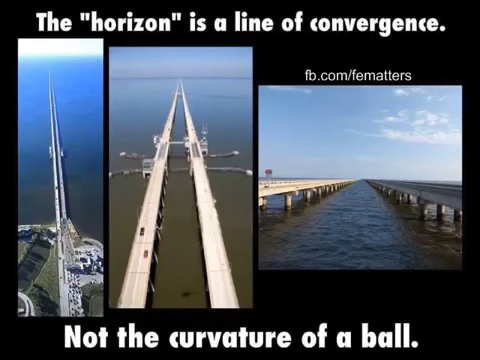 The "horizon" is a line of convergence.
fb.com/fematters
Not the curvature of a ball.